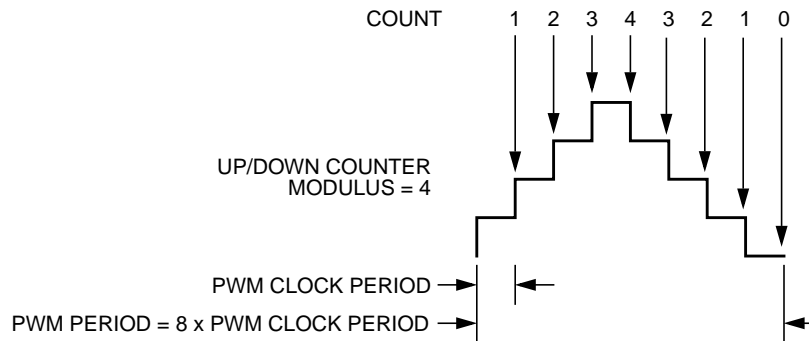 COUNT 1 2 3 4 3 2 1 0
UP/DOWN COUNTER
MODULUS = 4
PWM CLOCK PERIOD
PWM PERIOD = 8 x PWM CLOCK PERIOD